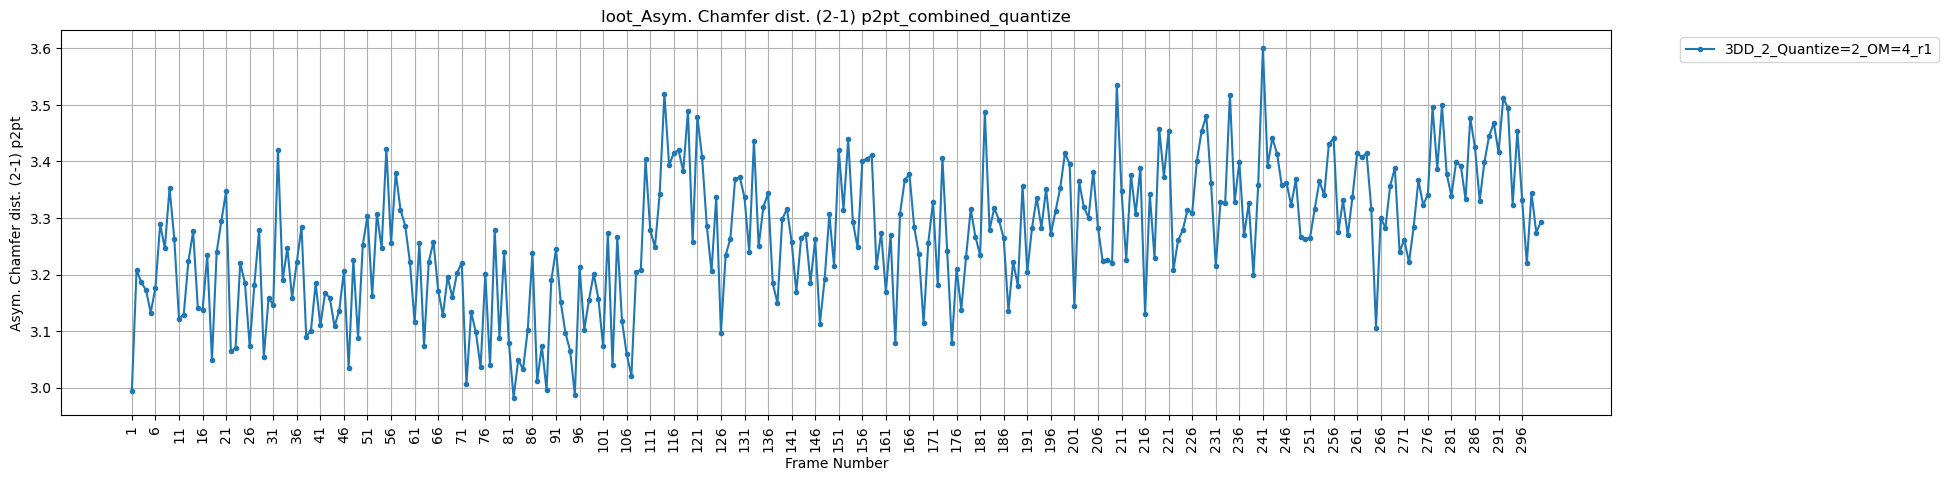 loot_Asym. Chamfer dist. (2-1) p2pt_combined_quantize
3DD_2_Quantize=2_OM=4_r1
Asym. Chamfer dist. (2-1) p2pt
3.6
3.5
3.4
3.3
3.2
3.1
3.0
1 6 11 16 21 26 31 36 41 46 51 56 61 66 71 76 81 86 91 96 101 106 111 116 121 126 131 136 141 146 151 156 161 166 171 176 181 186 191 196 201 206 211 216 221 226 231 236 241 246 251 256 261 266 271 276 281 286 291 296
Frame Number